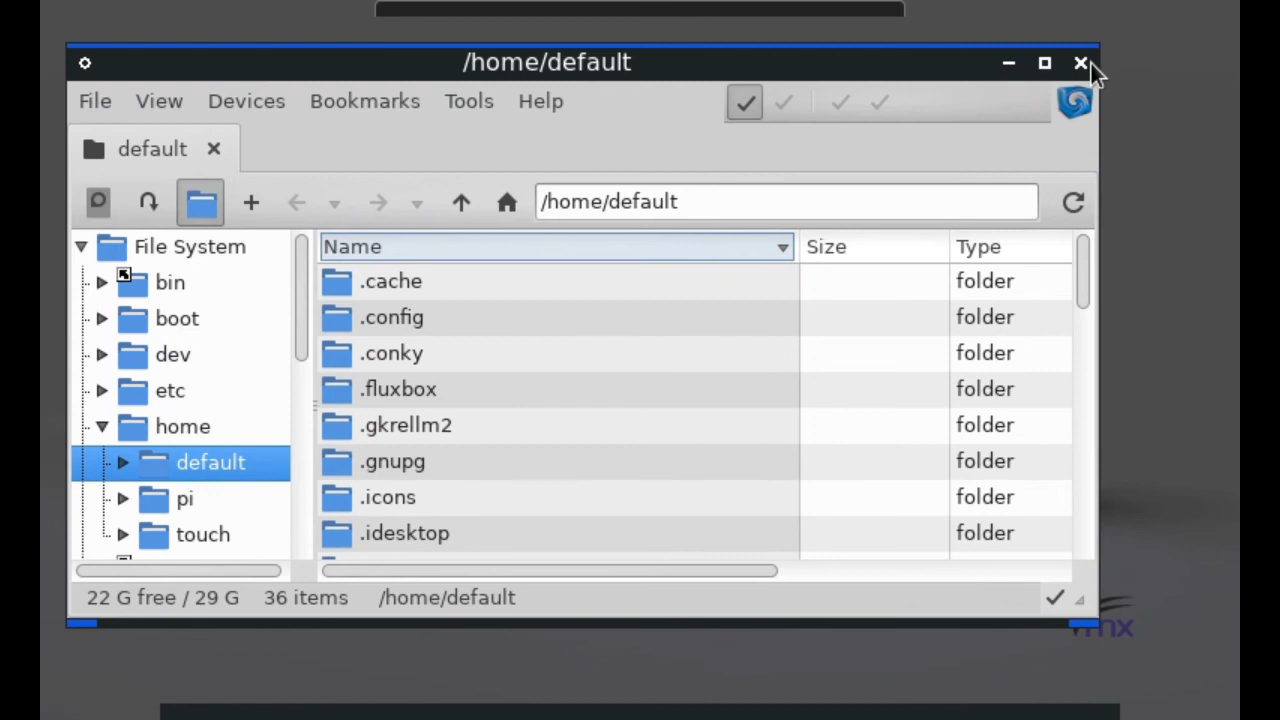 /home/default
File View Devices Bookmarks Tools Help
default
/home/default
File System
bin
boot
dev
etc
home
default
pi
touch
Name Size Type
.cache folder
.config folder
.conky folder
.fluxbox folder
.gkrellm2 folder
.gnupg folder
.icons folder
.idesktop folder
22 G free / 29 G 36 items /home/default
mx